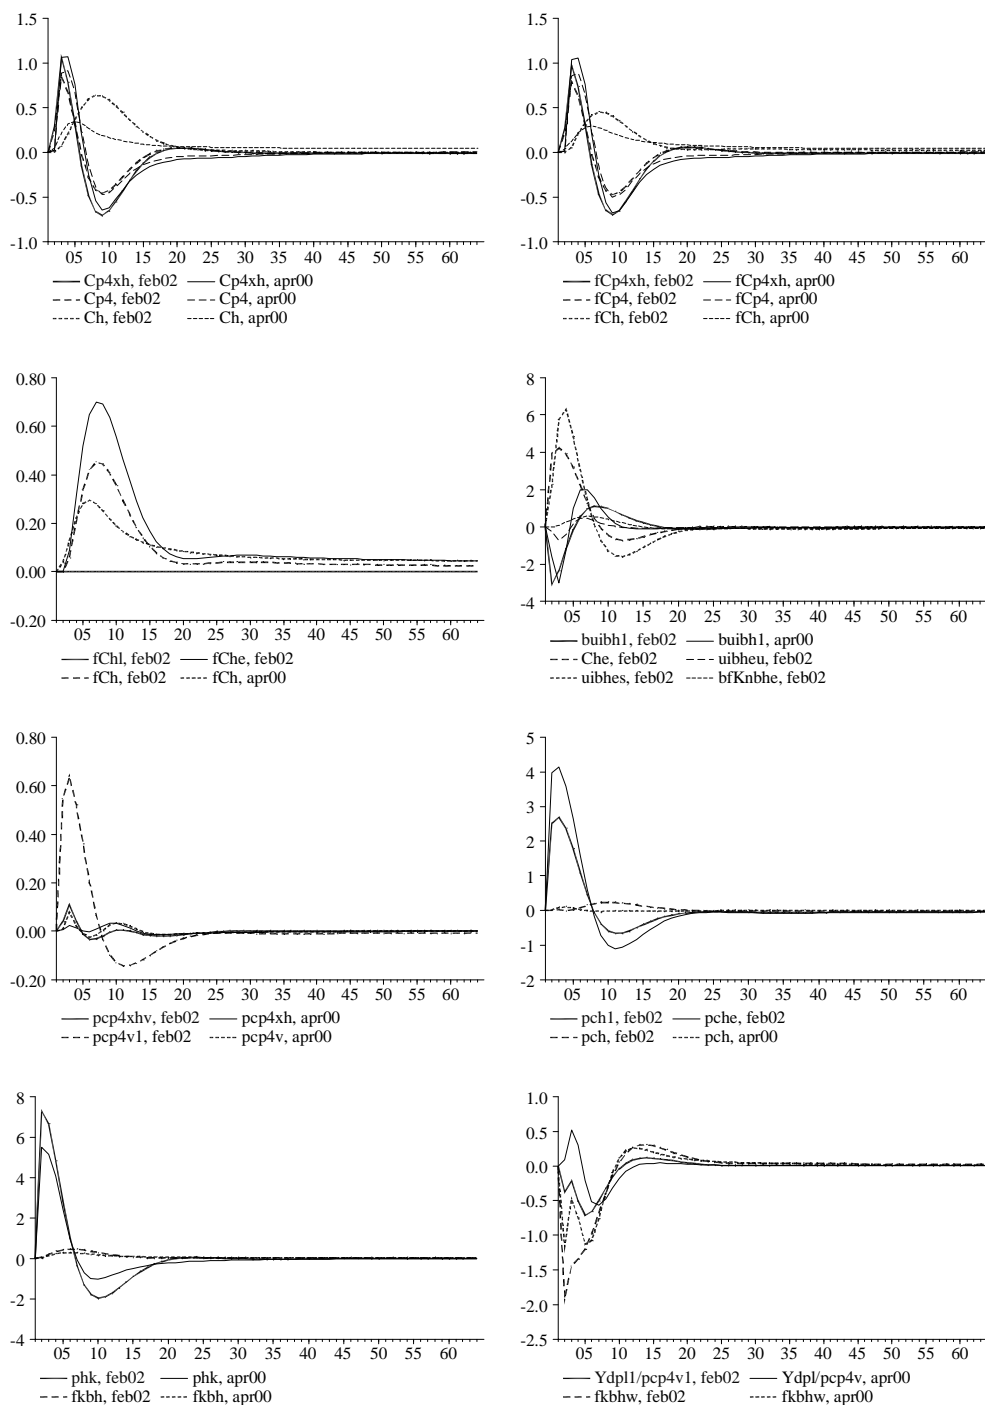 1.5
1.0
0.5
0.0
-0.5
-1.0
05 10 15 20 25 30 35 40 45 50 55 60
Cp4xh, feb02 Cp4xh, apr00
Cp4, feb02 Cp4, apr00
Ch, feb02 Ch, apr00
1.5
1.0
0.5
0.0
-0.5
-1.0
05 10 15 20 25 30 35 40 45 50 55 60
fCp4xh, feb02 fCp4xh, apr00
fCp4, feb02 fCp4, apr00
fCh, feb02 fCh, apr00
0.80
0.60
0.40
0.20
0.00
-0.20
05 10 15 20 25 30 35 40 45 50 55 60
fChl, feb02 fChe, feb02
fCh, feb02 fCh, apr00
8
6
4
2
0
-2
-4
05 10 15 20 25 30 35 40 45 50 55 60
buibh1, feb02 buibh1, apr00
Che, feb02 uibheu, feb02
uibhes, feb02 bfKnbhe, feb02
0.80
0.60
0.40
0.20
0.00
-0.20
05 10 15 20 25 30 35 40 45 50 55 60
pcp4xhv, feb02 pcp4xh, apr00
pcp4v1, feb02 pcp4v, apr00
5
4
3
2
1
0
-1
-2
05 10 15 20 25 30 35 40 45 50 55 60
pch1, feb02 pche, feb02
pch, feb02 pch, apr00
8
6
4
2
0
-2
-4
05 10 15 20 25 30 35 40 45 50 55 60
phk, feb02 phk, apr00
fkbh, feb02 fkbh, apr00
1.0
0.5
0.0
-0.5
-1.0
-1.5
-2.0
-2.5
05 10 15 20 25 30 35 40 45 50 55 60
Ydpl1/pcp4v1, feb02 Ydpl/pcp4v, apr00
fkbhw, feb02 fkbhw, apr00